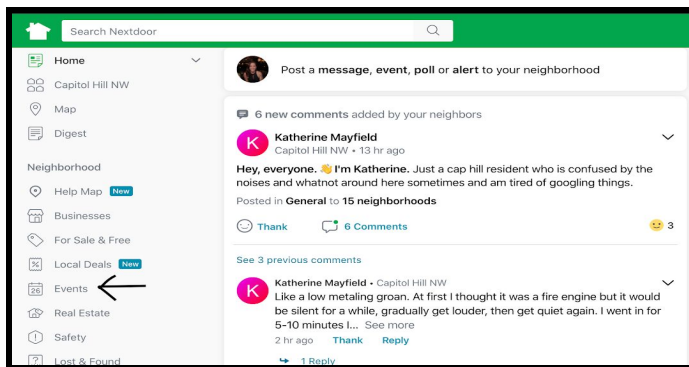 Search Nextdoor
Home
Capitol Hill NW
Map
Digest
Neighborhood
Help Map New
Businesses
For Sale & Free
Local Deals New
26 Events
Real Estate
Safety
Lost & Found
Post a message, event, poll or alert to your neighborhood
6 new comments added by your neighbors
K
Katherine Mayfield
Capitol Hill NW • 13 hr ago
Hey, everyone. 👋 I'm Katherine. Just a cap hill resident who is confused by the
noises and whatnot around here sometimes and am tired of googling things.
Posted in General to 15 neighborhoods
Thank 6 Comments 3
See 3 previous comments
K
Katherine Mayfield • Capitol Hill NW
Like a low metaling groan. At first I thought it was a fire engine but it would
be silent for a while, gradually get louder, then get quiet again. I went in for
5-10 minutes I... See more
2 hr ago Thank Reply
1 Reply